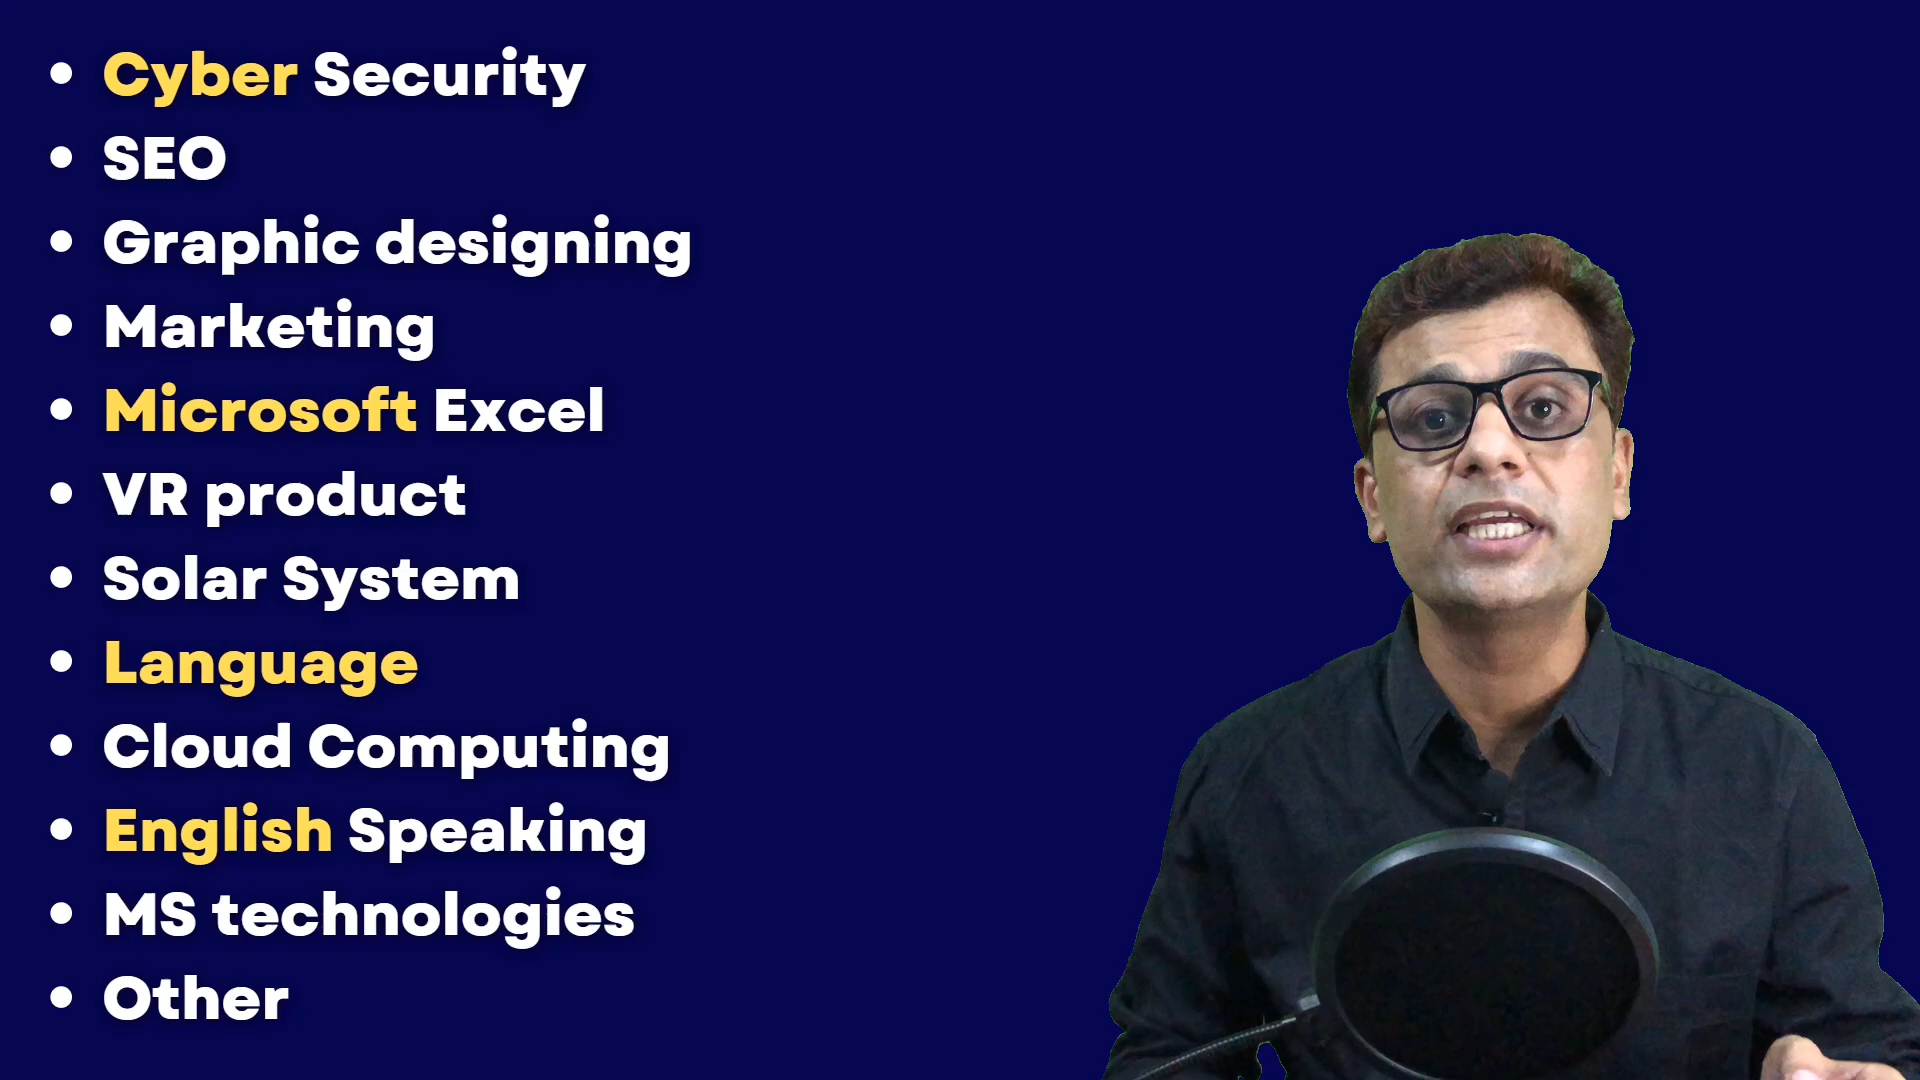 • Cyber Security
• SEO
• Graphic designing
• Marketing
• Microsoft Excel
• VR product
• Solar System
• Language
• Cloud Computing
• English Speaking
• MS technologies
• Other